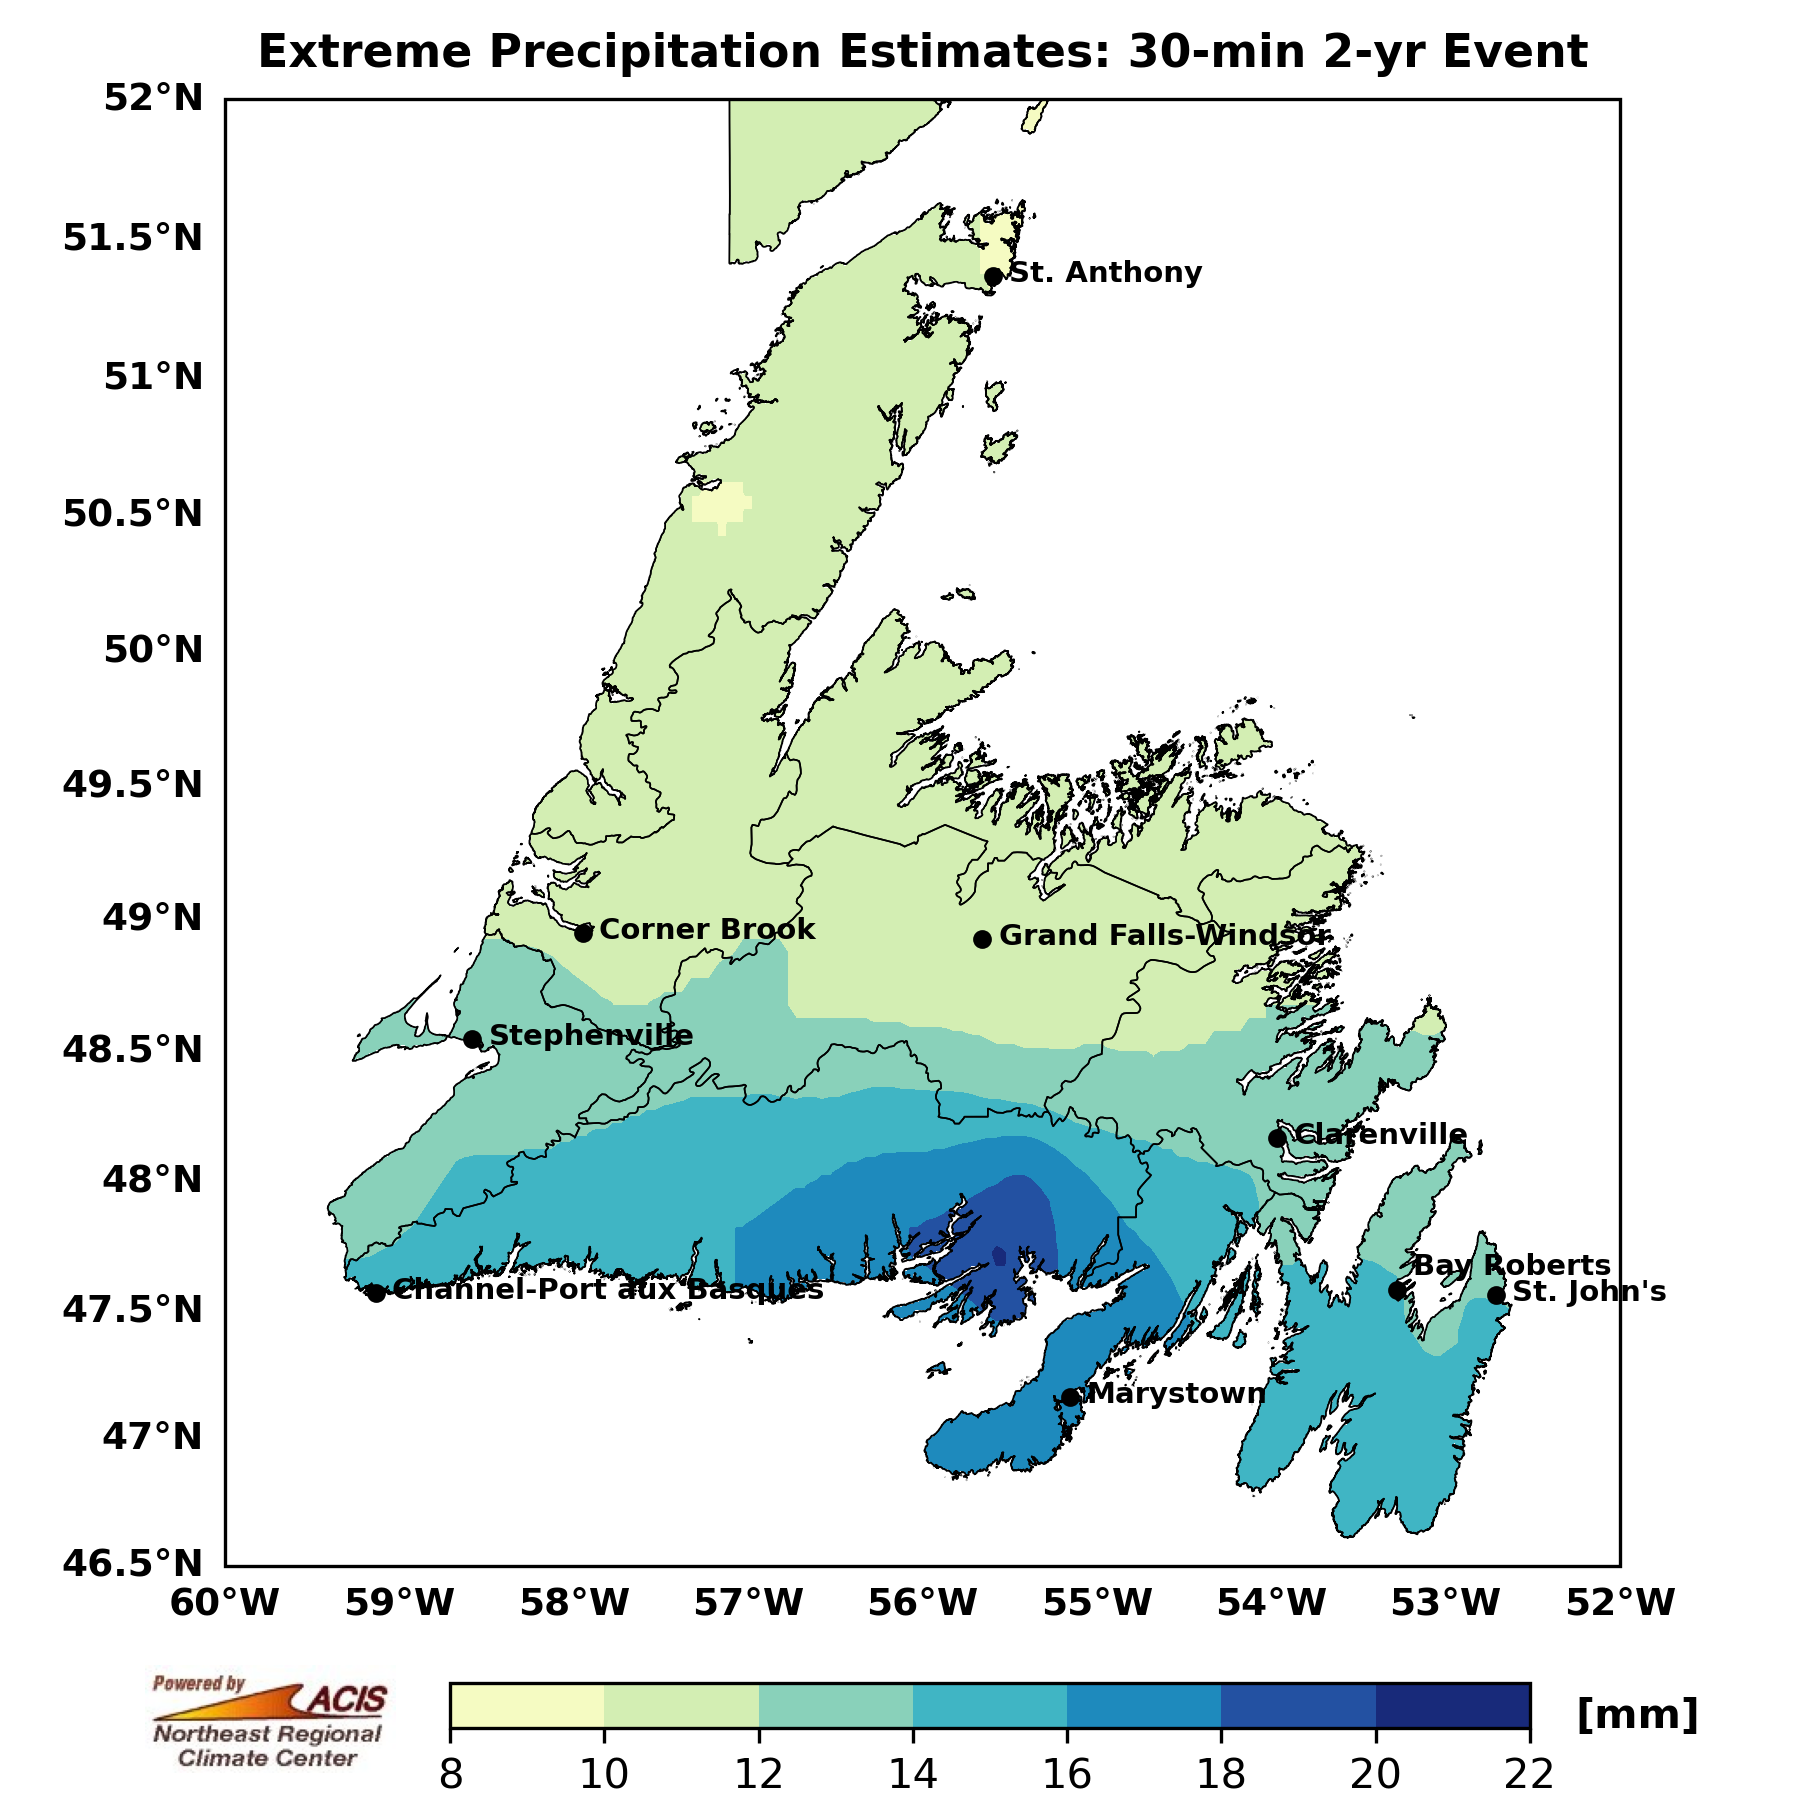 Extreme Precipitation Estimates: 30-min 2-yr Event
52°N
51.5°N
St. Anthony
51°N
50.5°N
50°N
49.5°N
49°N
Corner Brook
Grand Falls-Windsor
48.5°N
Stephenville
Clarenville
48°N
Bay Roberts
47.5°N
Channel-Port aux Basques
St. John's
Marystown
47°N
46.5°N
60°W 59°W 58°W 57°W 56°W 55°W 54°W 53°W 52°W
Powered by
ACIS
Northeast Regional
Climate Center
[mm]
8 10 12 14 16 18 20 22